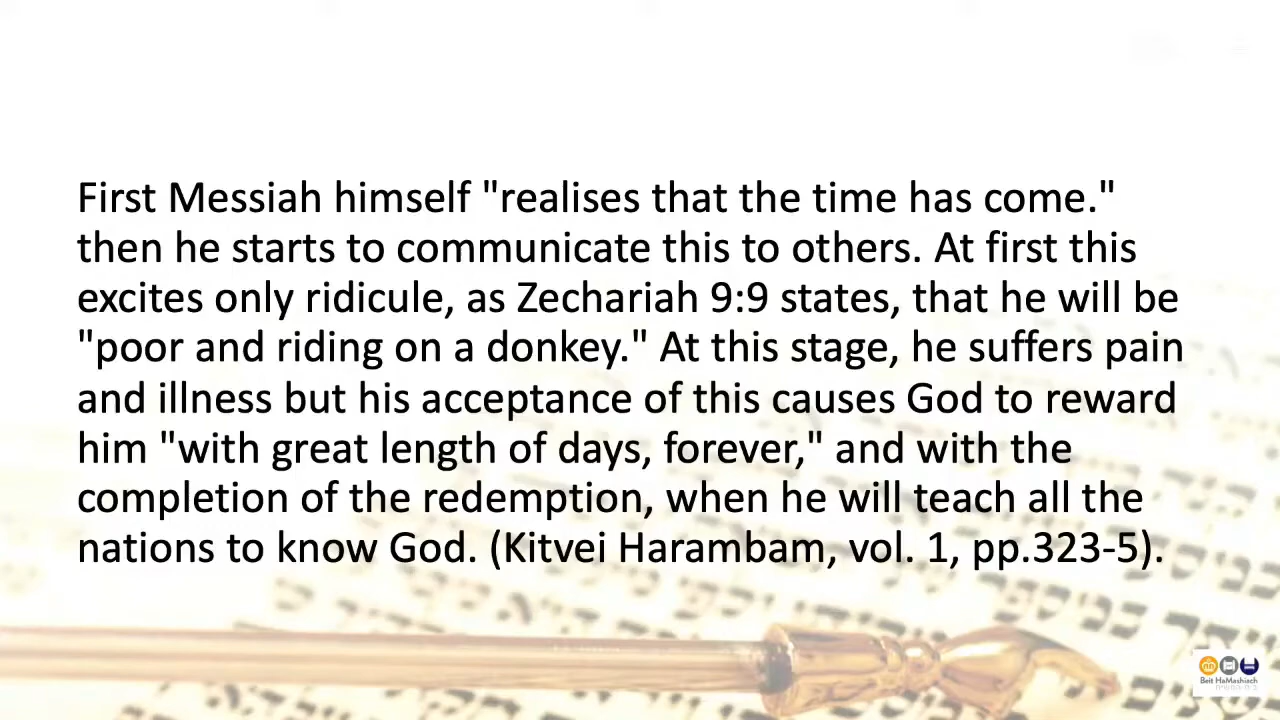 First Messiah himself "realises that the time has come."
then he starts to communicate this to others. At first this
excites only ridicule, as Zechariah 9:9 states, that he will be
"poor and riding on a donkey." At this stage, he suffers pain
and illness but his acceptance of this causes God to reward
him "with great length of days, forever," and with the
completion of the redemption, when he will teach all the
nations to know God. (Kitvei Harambam, vol. 1, pp.323-5).
Beit HaMashiach